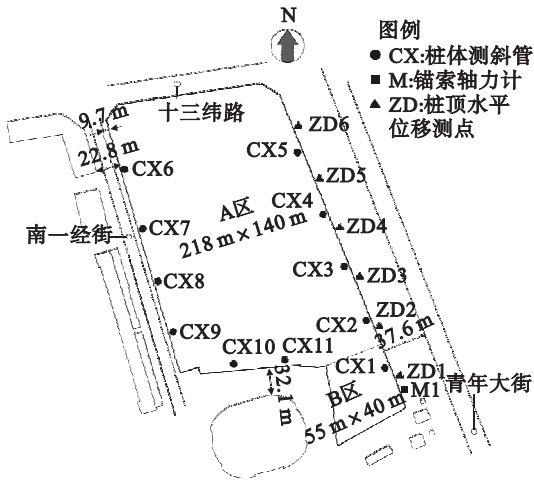 N
图例
CX:桩体测斜管
M:锚索轴力计
ZD:桩顶水平
位移测点
9.7 m
十三纬路
ZD6
22.8 m
CX5
CX6
ZD5
A区
CX4
218 m×140 m
ZD4
CX7
南一经街
CX3
ZD3
CX8
CX2
ZD2
37.6 m
CX9
CX10
CX11
CX1
ZD1
32.1 m
B区
M1
青年大街
55 m×40 m